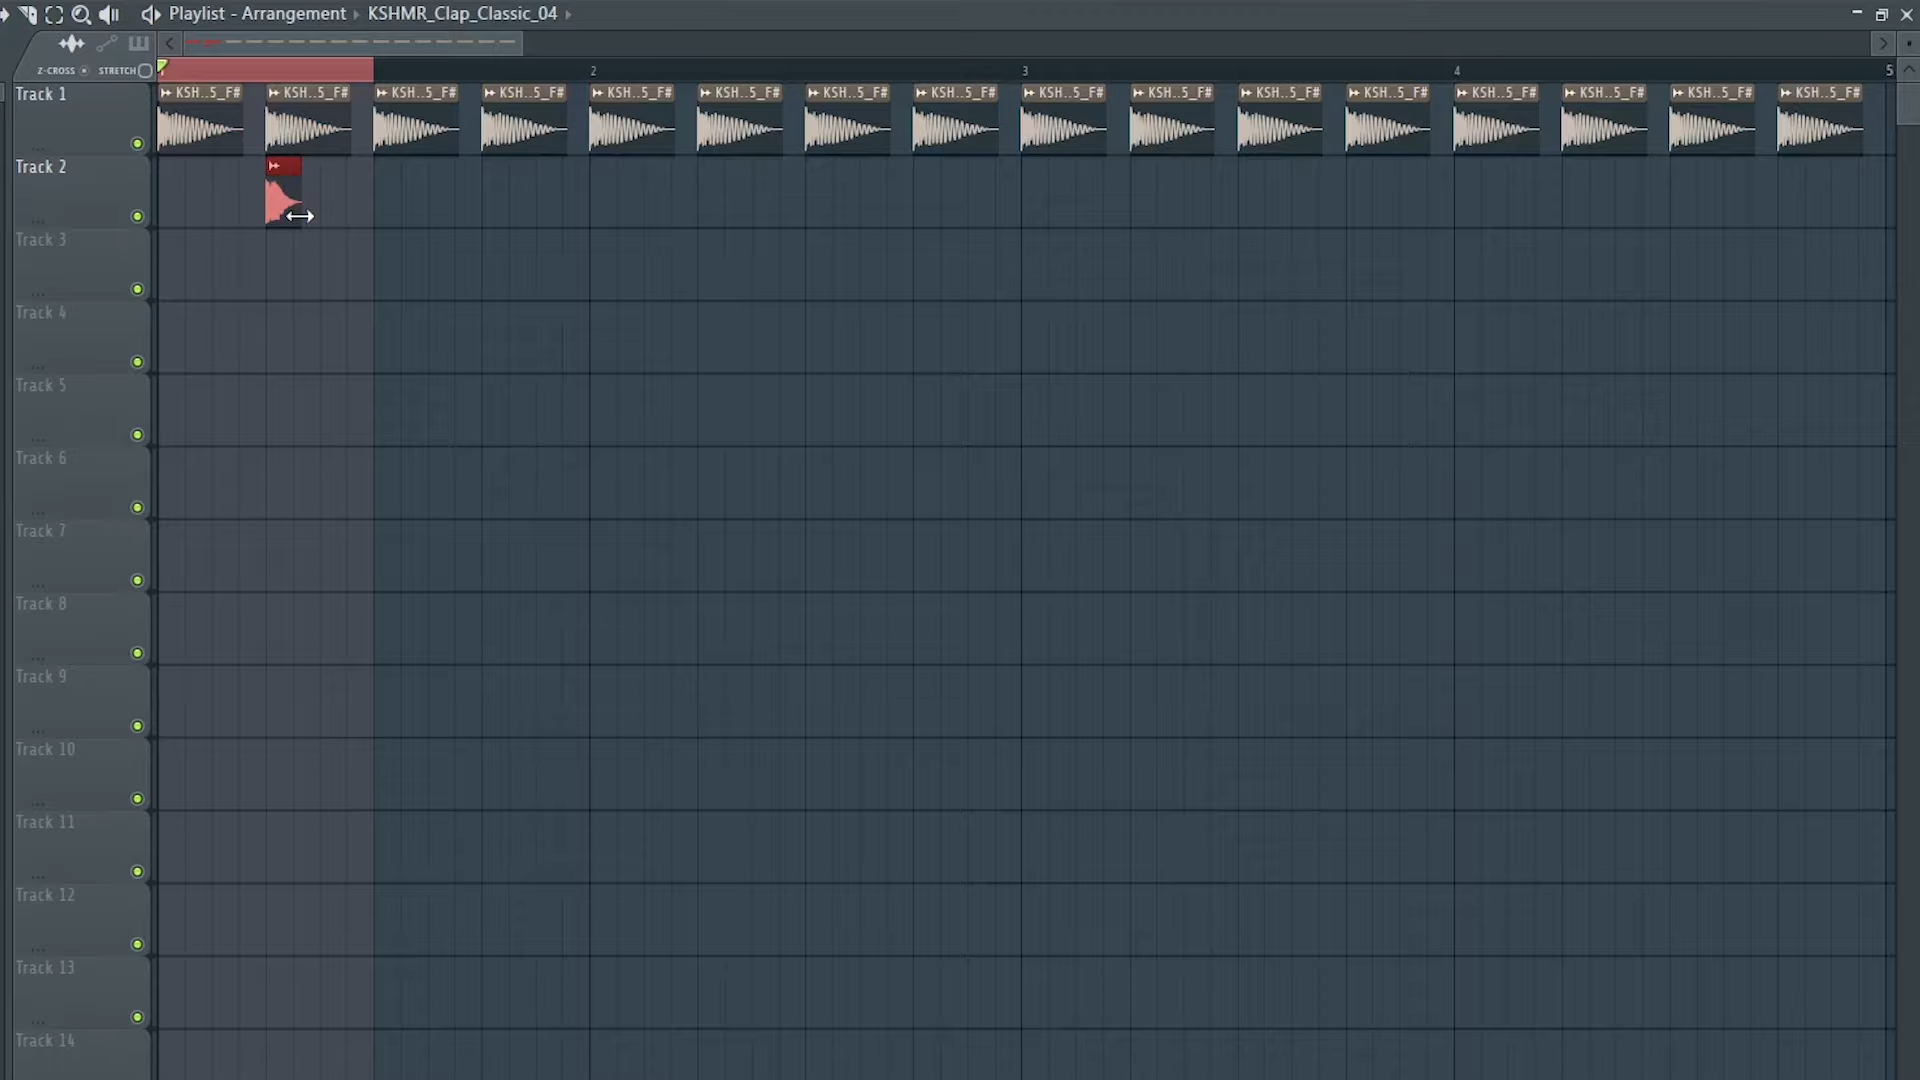 Playlist - Arrangement › KSHMR_Clap_Classic_04 ›
Z-CROSS STRETCH
2 3 4 5
Track 1
KSH..5_F# KSH..5_F# KSH..5_F# KSH..5_F# KSH..5_F# KSH..5_F# KSH..5_F# KSH..5_F# KSH..5_F# KSH..5_F# KSH..5_F# KSH..5_F# KSH..5_F# KSH..5_F# KSH..5_F# KSH..5_F#
Track 2
Track 3
Track 4
Track 5
Track 6
Track 7
Track 8
Track 9
Track 10
Track 11
Track 12
Track 13
Track 14